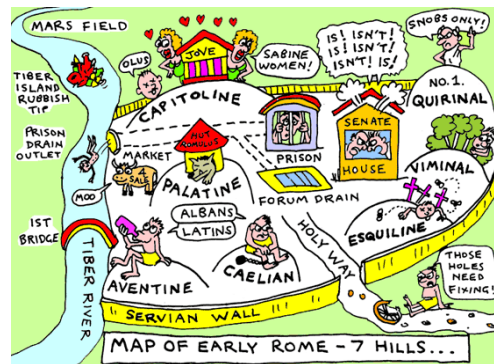 MARS FIELD
TIBER
ISLAND
RUBBISH
TIP
PRISON
DRAIN
OUTLET
1ST
BRIDGE
TIBER RIVER
OLUS
JOVE
SABINE
WOMEN!
IS! ISN'T!
IS! ISN'T!
ISN'T! IS!
SNOBS ONLY!
CAPITOLINE
NO.1.
QUIRINAL
HUT
ROMULUS
MARKET
4
SALE
MOO
PALATINE
PRISON
SENATE
HOUSE
VIMINAL
FORUM DRAIN
ALBANS
LATINS
ESQUILINE
AVENTINE
CAELIAN
HOLY WAY
THOSE
HOLES
NEED
FIXING!
SERVIAN WALL
MAP OF EARLY ROME - 7 HILLS...